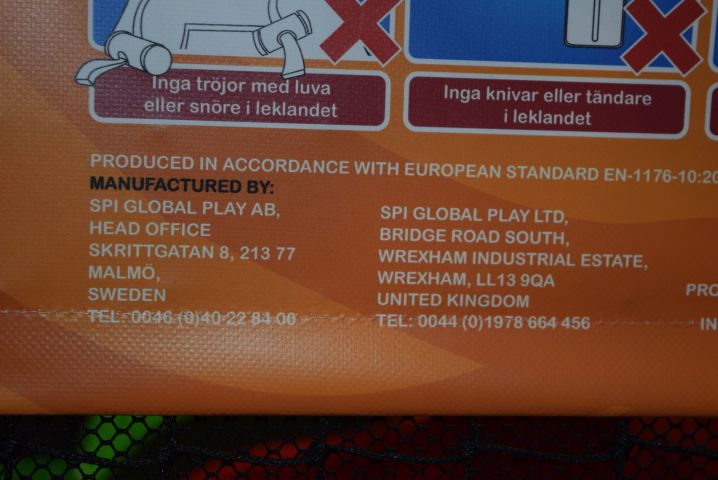 Inga tröjor med luva
eller snöre i leklandet
Inga knivar eller tändare
i leklandet
PRODUCED IN ACCORDANCE WITH EUROPEAN STANDARD EN-1176-10:20
MANUFACTURED BY:
SPI GLOBAL PLAY AB,
HEAD OFFICE
SKRITTGATAN 8, 213 77
MALMÖ,
SWEDEN
TEL: 0046 (0)40 22 84 00
SPI GLOBAL PLAY LTD,
BRIDGE ROAD SOUTH,
WREXHAM INDUSTRIAL ESTATE,
WREXHAM, LL13 9QA
UNITED KINGDOM
TEL: 0044 (0)1978 664 456
PRO
IN